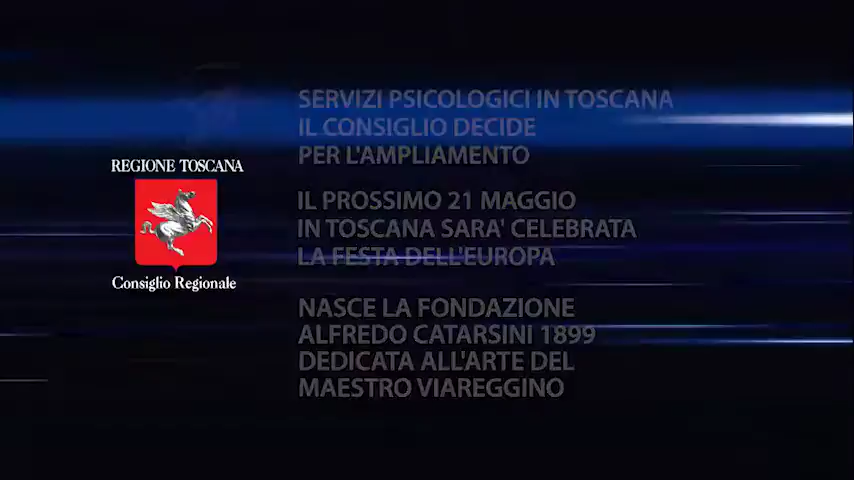 REGIONE TOSCANA
Consiglio Regionale
SERVIZI PSICOLOGICI IN TOSCANA
IL CONSIGLIO DECIDE
PER L'AMPLIAMENTO
IL PROSSIMO 21 MAGGIO
IN TOSCANA SARA' CELEBRATA
LA FESTA DELL'EUROPA
NASCE LA FONDAZIONE
ALFREDO CATARSINI 1899
DEDICATA ALL'ARTE DEL
MAESTRO VIAREGGINO